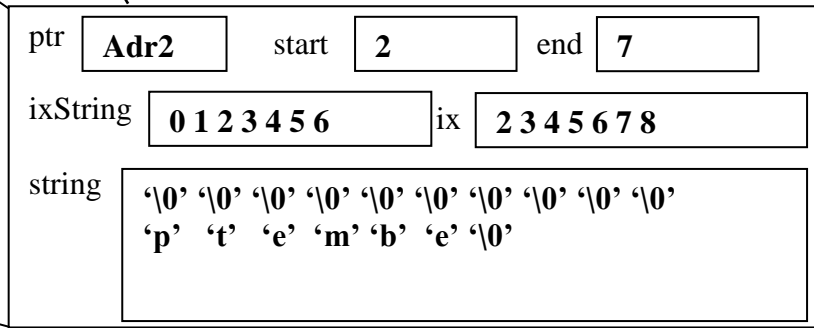 ptr Adr2 start 2 end 7
ixString 0 1 2 3 4 5 6 ix 2 3 4 5 6 7 8
string ‘\0’ ‘\0’ ‘\0’ ‘\0’ ‘\0’ ‘\0’ ‘\0’ ‘\0’ ‘\0’ ‘\0’
‘p’ ‘t’ ‘e’ ‘m’ ‘b’ ‘e’ ‘\0’